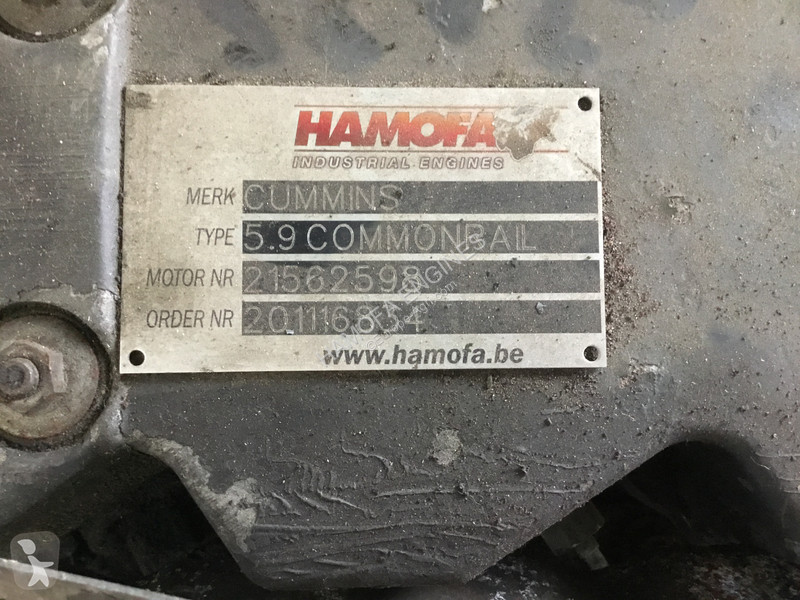 HAMOFA
INDUSTRIAL ENGINES
MERK CUMMINS
TYPE 5.9 COMMONRAIL
MOTOR NR 21562598
ORDER NR
www.hamofa.be